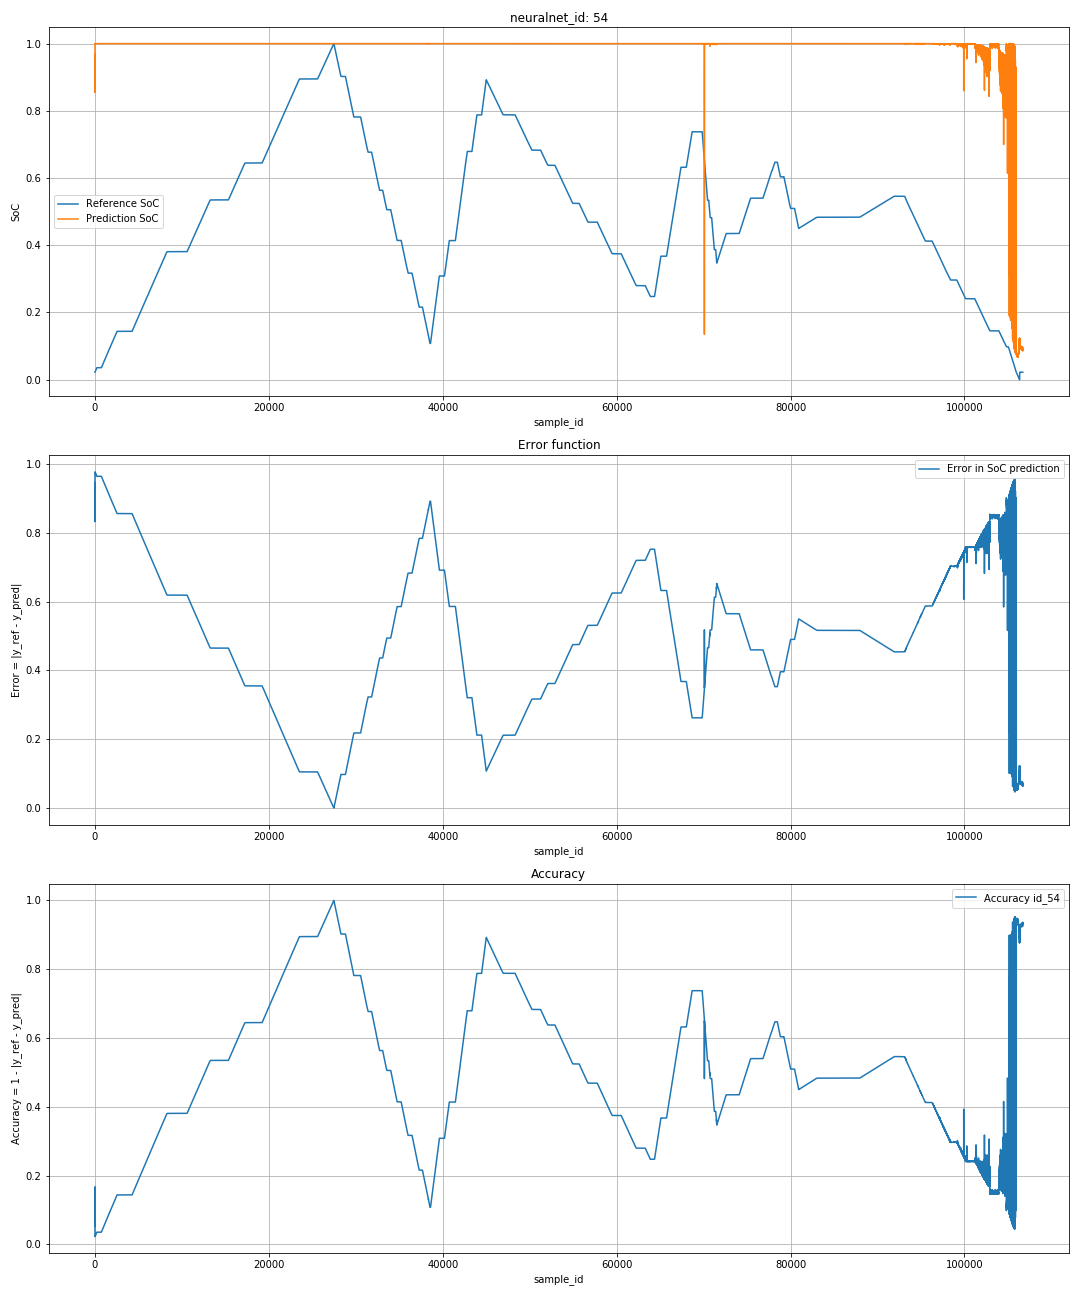 neuralnet_id: 54
1.0
0.8
0.6
0.4
0.2
0.0
SoC
Reference SoC
Prediction SoC
0 20000 40000 60000 80000 100000
sample_id
Error function
1.0
0.8
0.6
0.4
0.2
0.0
Error = |y_ref - y_pred|
Error in SoC prediction
0 20000 40000 60000 80000 100000
sample_id
Accuracy
1.0
0.8
0.6
0.4
0.2
0.0
Accuracy = 1 - |y_ref - y_pred|
Accuracy id_54
0 20000 40000 60000 80000 100000
sample_id